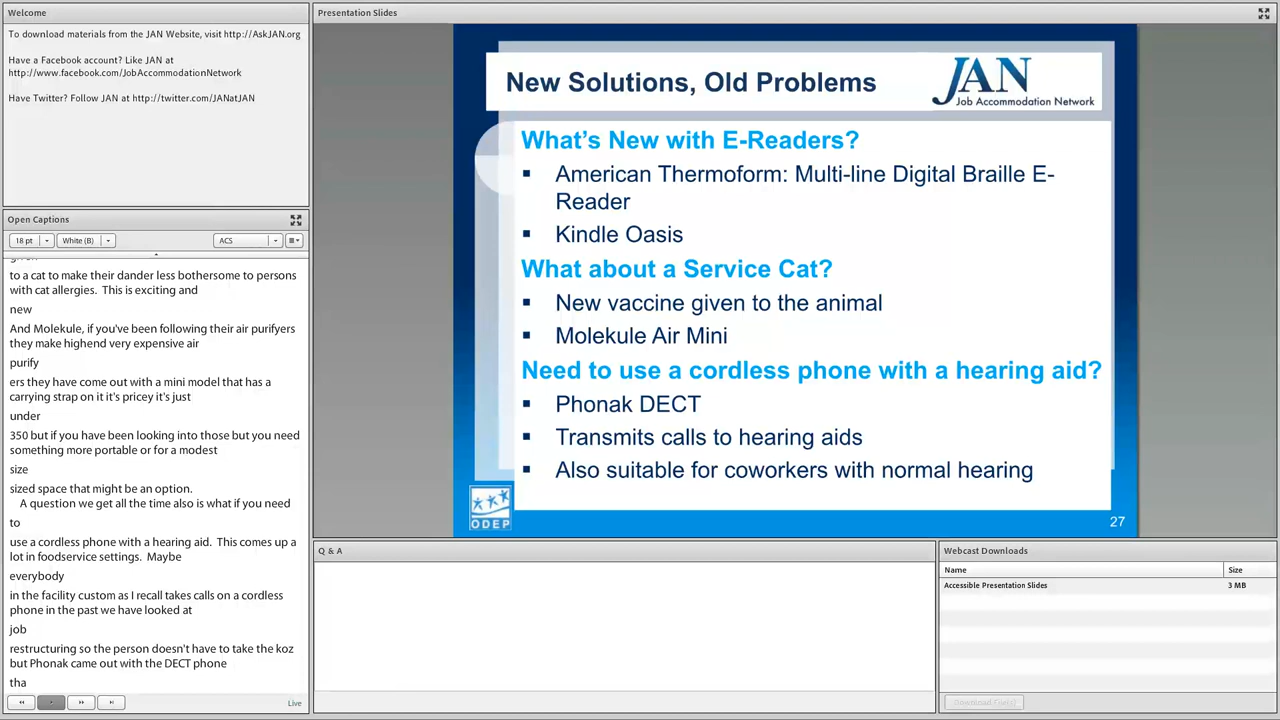 Welcome
To download materials from the JAN Website, visit http://AskJAN.org
Have a Facebook account? Like JAN at
http://www.facebook.com/JobAccommodationNetwork
Have Twitter? Follow JAN at http://twitter.com/JANatJAN
Open Captions
18 pt
White (B)
ACS
to a cat to make their dander less bothersome to persons
with cat allergies.  This is exciting and
new
And Molekule, if you've been following their air purifyers
they make highend very expensive air
purify
ers they have come out with a mini model that has a
carrying strap on it it's pricey it's just
under
350 but if you have been looking into those but you need
something more portable or for a modest
size
sized space that might be an option.
A question we get all the time also is what if you need
to
use a cordless phone with a hearing aid.  This comes up a
lot in foodservice settings.  Maybe
everybody
in the facility custom as I recall takes calls on a cordless
phone in the past we have looked at
job
restructuring so the person doesn't have to take the koz
but Phonak came out with the DECT phone
tha
Live
Presentation Slides
New Solutions, Old Problems
JAN
Job Accommodation Network
What's New with E-Readers?
▪ American Thermoform: Multi-line Digital Braille E-
Reader
▪ Kindle Oasis
What about a Service Cat?
▪ New vaccine given to the animal
▪ Molekule Air Mini
Need to use a cordless phone with a hearing aid?
▪ Phonak DECT
▪ Transmits calls to hearing aids
▪ Also suitable for coworkers with normal hearing
ODEP
27
Q & A
Webcast Downloads
Name Size
Accessible Presentation Slides 3 MB
Download File(s)